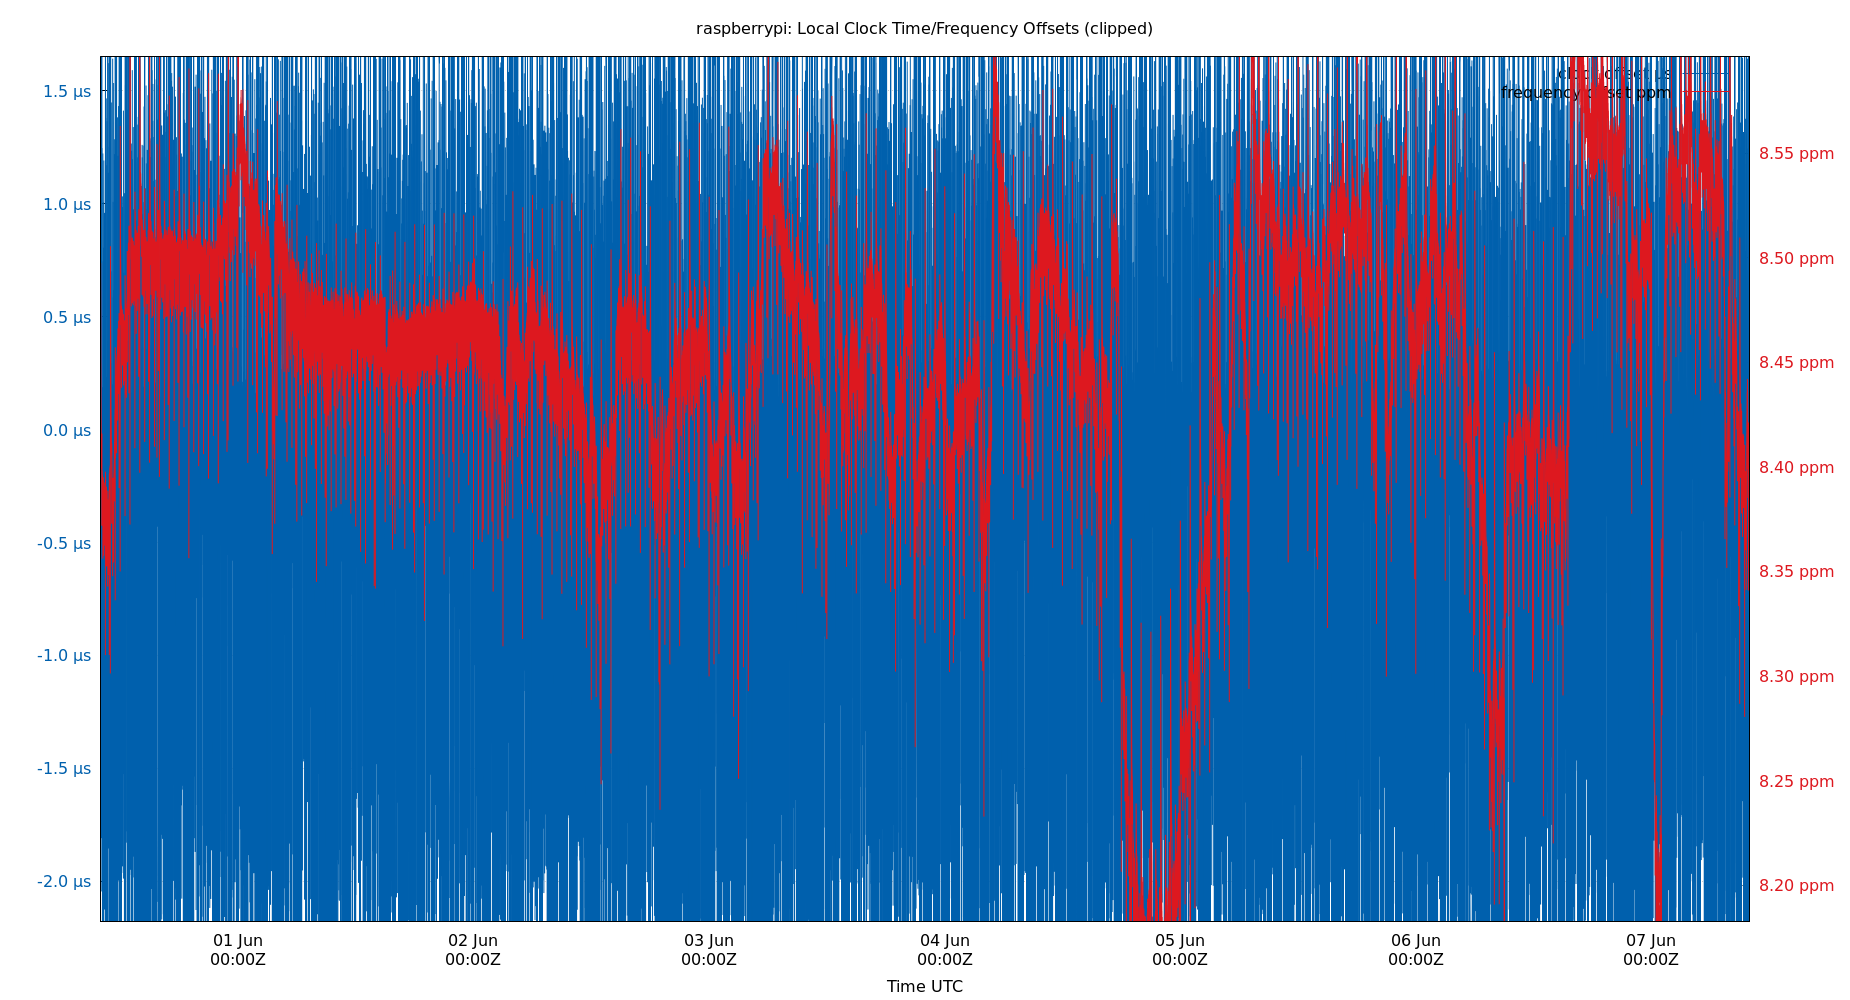 raspberrypi: Local Clock Time/Frequency Offsets (clipped)
clock offset µs
frequency offset ppm
1.5 µs
1.0 µs
0.5 µs
0.0 µs
-0.5 µs
-1.0 µs
-1.5 µs
-2.0 µs
8.55 ppm
8.50 ppm
8.45 ppm
8.40 ppm
8.35 ppm
8.30 ppm
8.25 ppm
8.20 ppm
01 Jun 02 Jun 03 Jun 04 Jun 05 Jun 06 Jun 07 Jun
00:00Z 00:00Z 00:00Z 00:00Z 00:00Z 00:00Z 00:00Z
Time UTC